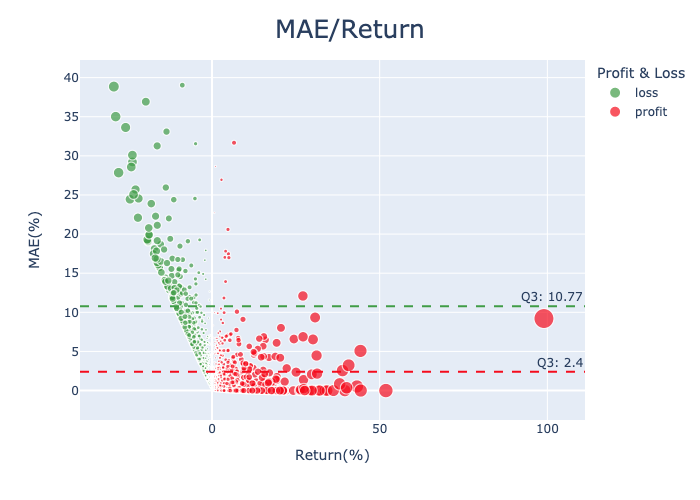 MAE/Return
Profit & Loss
loss
profit
MAE(%)
40
35
30
25
20
15
10
5
0
Q3: 10.77
Q3: 2.4
0
50
100
Return(%)